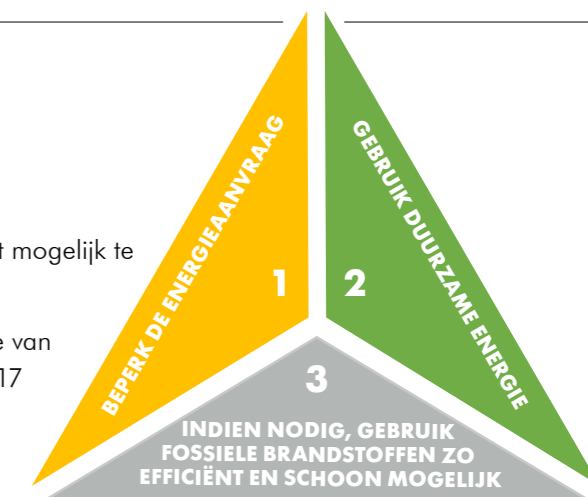 t mogelijk te
e van
17
BEPERK DE ENERGIEAANVRAAG
1
GEBRUIK DUURZAME ENERGIE
2
3
INDIEN NODIG, GEBRUIK
FOSSIELE BRANDSTOFFEN ZO
EFFICIËNT EN SCHOON MOGELIJK